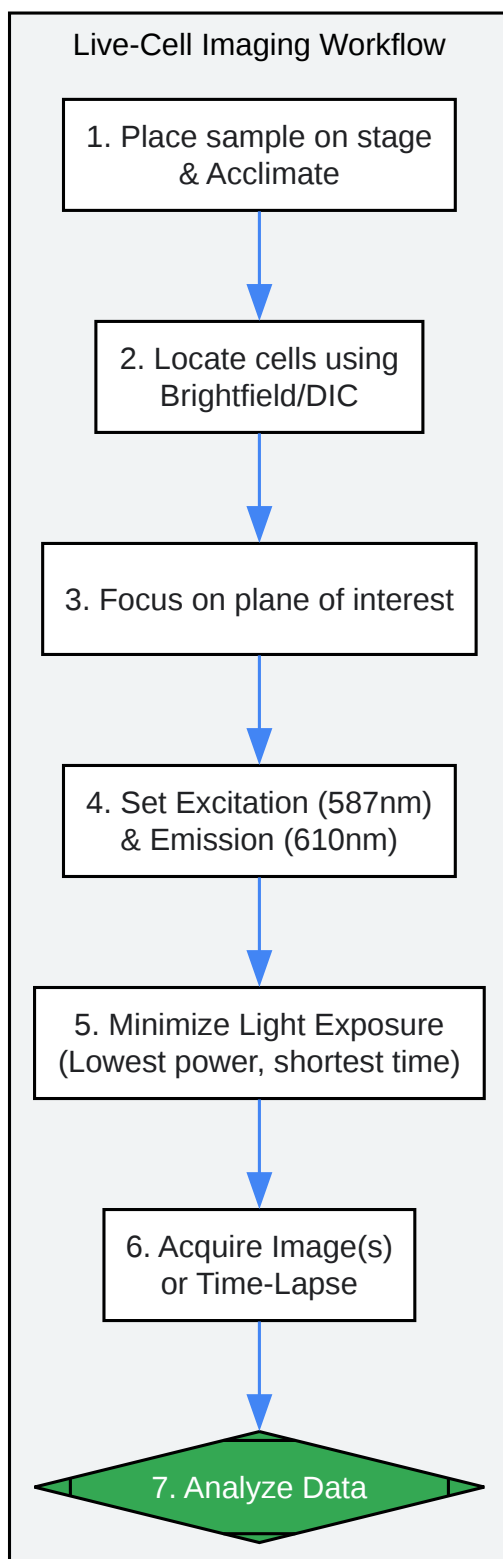 Live-Cell Imaging Workflow
1. Place sample on stage
& Acclimate
2. Locate cells using
Brightfield/DIC
3. Focus on plane of interest
4. Set Excitation (587nm)
& Emission (610nm)
5. Minimize Light Exposure
(Lowest power, shortest time)
6. Acquire Image(s)
or Time-Lapse
7. Analyze Data